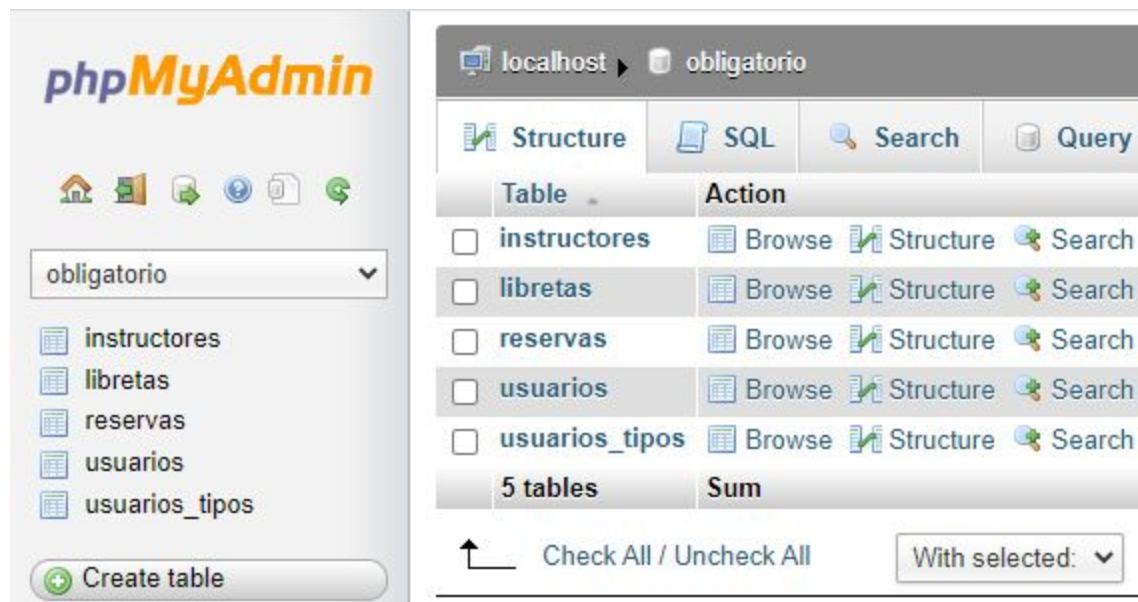 phpMyAdmin
obligatorio
instructores
libretas
reservas
usuarios
usuarios_tipos
Create table
localhost obligatorio
Structure SQL Search Query
Table Action
instructores Browse Structure Search
libretas Browse Structure Search
reservas Browse Structure Search
usuarios Browse Structure Search
usuarios_tipos Browse Structure Search
5 tables Sum
Check All / Uncheck All With selected: